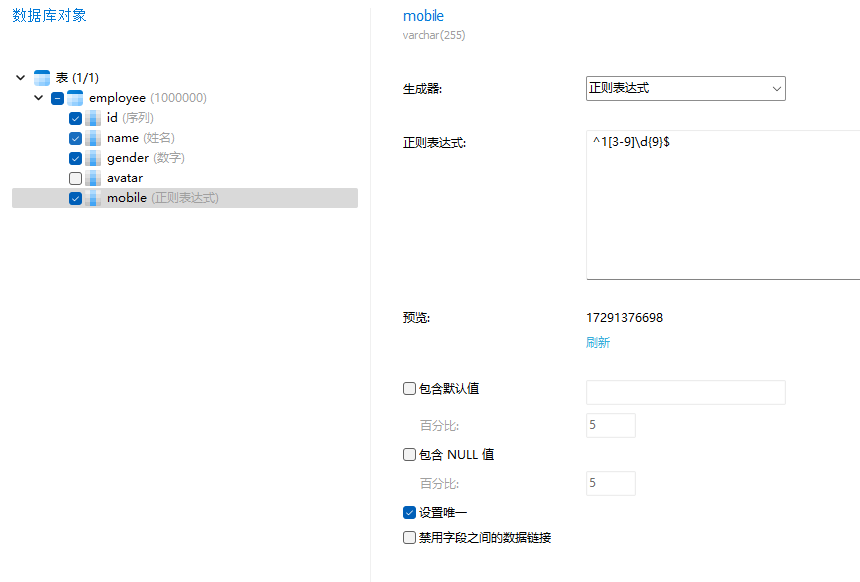 数据库对象
表 (1/1)
employee (1000000)
id (序列)
name (姓名)
gender (数字)
avatar
mobile (正则表达式)
mobile
varchar(255)
生成器: 正则表达式
正则表达式: ^1[3-9]\d{9}$
预览: 17291376698
刷新
包含默认值
百分比: 5
包含 NULL 值
百分比: 5
设置唯一
禁用字段之间的数据链接